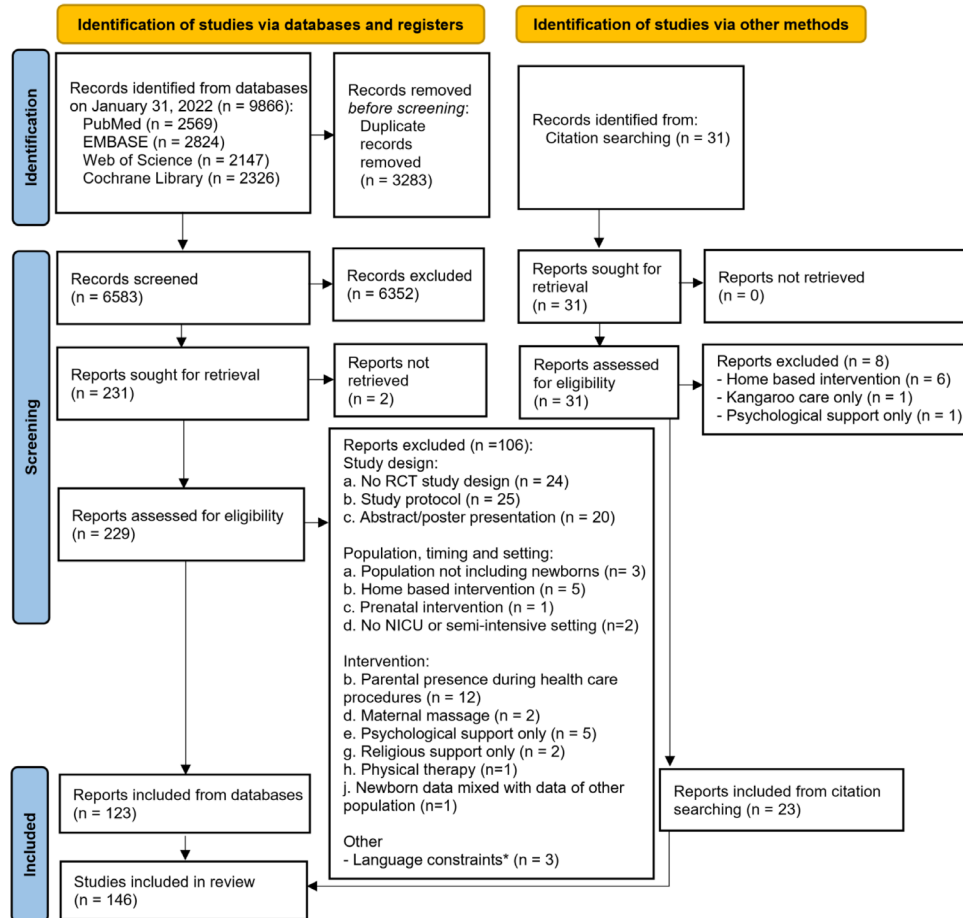 Identification of studies via databases and registers
Identification of studies via other methods
Identification
Records identified from databases
on January 31, 2022 (n = 9866):
PubMed = 2569)
EMBASE = 2824)
Web of Science = 2147)
Cochrane Library (n = 2326)
Records removed
before screening:
Duplicate
records
removed
(n = 3283)
Records identified from:
Citation searching (n = 31)
Screening
Records screened
(n = 6583)
Records excluded
(n = 6352)
Reports sought for
retrieval
(n = 31)
Reports not retrieved
(n = 0)
Reports sought for retrieval
(n = 231)
Reports not
retrieved
(n = 2)
Reports assessed
for eligibility
(n = 31)
Reports excluded (n = 8)
- Home based intervention (n = 6)
- Kangaroo care only (n = 1)
- Psychological support only (n = 1)
Reports assessed for eligibility
(n = 229)
Reports excluded (n =106):
Study design:
a. No RCT study design (n = 24)
b. Study protocol (n = 25)
c. Abstract/poster presentation (n = 20)
Population, timing and setting:
a. Population not including newborns (n= 3)
b. Home based intervention (n = 5)
c. Prenatal intervention (n = 1)
d. No NICU or semi-intensive setting (n=2)
Intervention:
b. Parental presence during health care
procedures (n = 12)
d. Maternal massage (n = 2)
e. Psychological support only (n = 5)
g. Religious support only (n = 2)
h. Physical therapy (n=1)
j. Newborn data mixed with data of other
population (n=1)
Other
- Language constraints* (n = 3)
Included
Reports included from databases
(n = 123)
Reports included from citation
searching (n = 23)
Studies included in review
(n = 146)